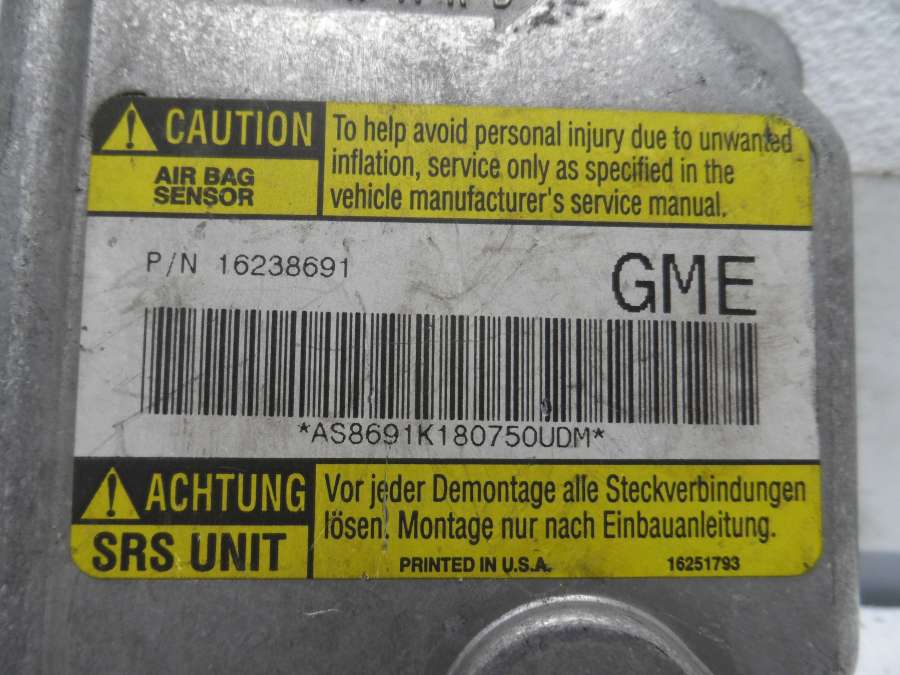 CAUTION
AIR BAG
SENSOR
To help avoid personal injury due to unwanted
inflation, service only as specified in the
vehicle manufacturer's service manual.
P/N 16238691
GME
*AS8691K180750UDM*
ACHTUNG
SRS UNIT
Vor jeder Demontage alle Steckverbindungen
lösen. Montage nur nach Einbauanleitung.
PRINTED IN U.S.A.
16251793